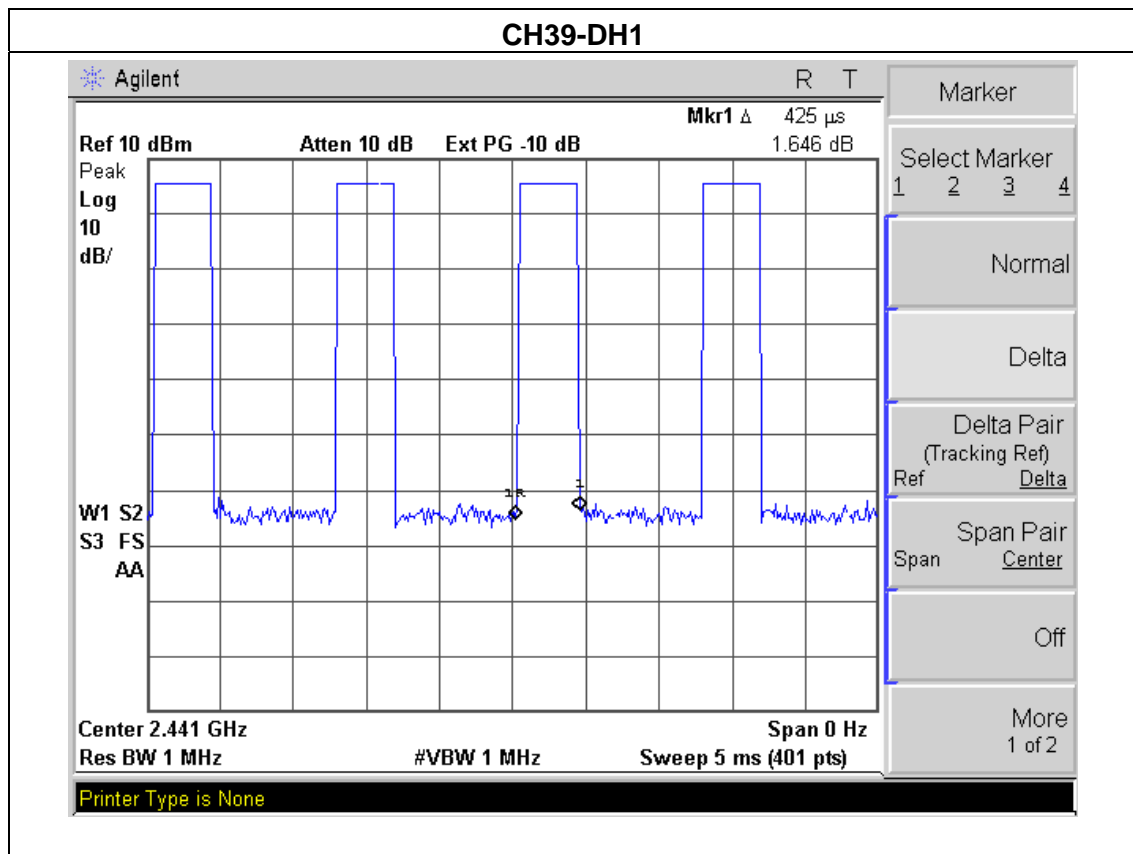 CH39-DH1
Agilent R T
Mkr1 Δ 425 µs
Ref 10 dBm Atten 10 dB Ext PG -10 dB 1.646 dB
Peak
Log
10
dB/
1R 1
W1 S2
S3 FS
AA
Center 2.441 GHz Span 0 Hz
Res BW 1 MHz #VBW 1 MHz Sweep 5 ms (401 pts)
Printer Type is None
Marker
Select Marker
1 2 3 4
Normal
Delta
Delta Pair
(Tracking Ref)
Ref Delta
Span Pair
Span Center
Off
More
1 of 2